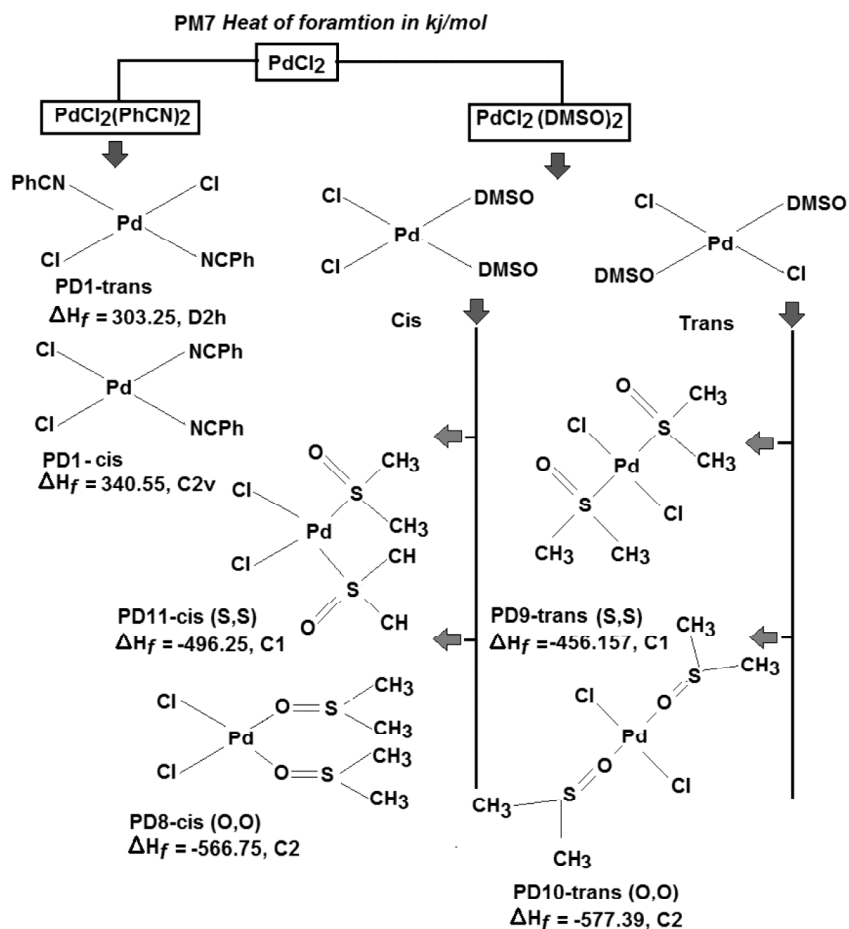 PM7 Heat of foramtion in kj/mol
PdCl2
PdCl2(PhCN)2
PdCl2 (DMSO)2
PhCN
Cl
Pd
Cl
NCPh
PD1-trans
ΔHf = 303.25, D2h
Cl
NCPh
Pd
Cl
NCPh
PD1-cis
ΔHf = 340.55, C2v
Cl
DMSO
Pd
Cl
DMSO
Cis
O
CH3
S
Cl
CH3
Pd
Cl
CH
S
O
CH
PD11-cis (S,S)
ΔHf = -496.25, C1
Cl
O
S
CH3
CH3
Pd
Cl
O
S
CH3
CH3
PD8-cis (O,O)
ΔHf = -566.75, C2
Cl
DMSO
Pd
DMSO
Cl
Trans
O
CH3
S
Cl
CH3
O
Pd
S
Cl
CH3
CH3
PD9-trans (S,S)
ΔHf = -456.157, C1
CH3
S
CH3
Cl
O
Pd
O
Cl
CH3
S
CH3
PD10-trans (O,O)
ΔHf = -577.39, C2